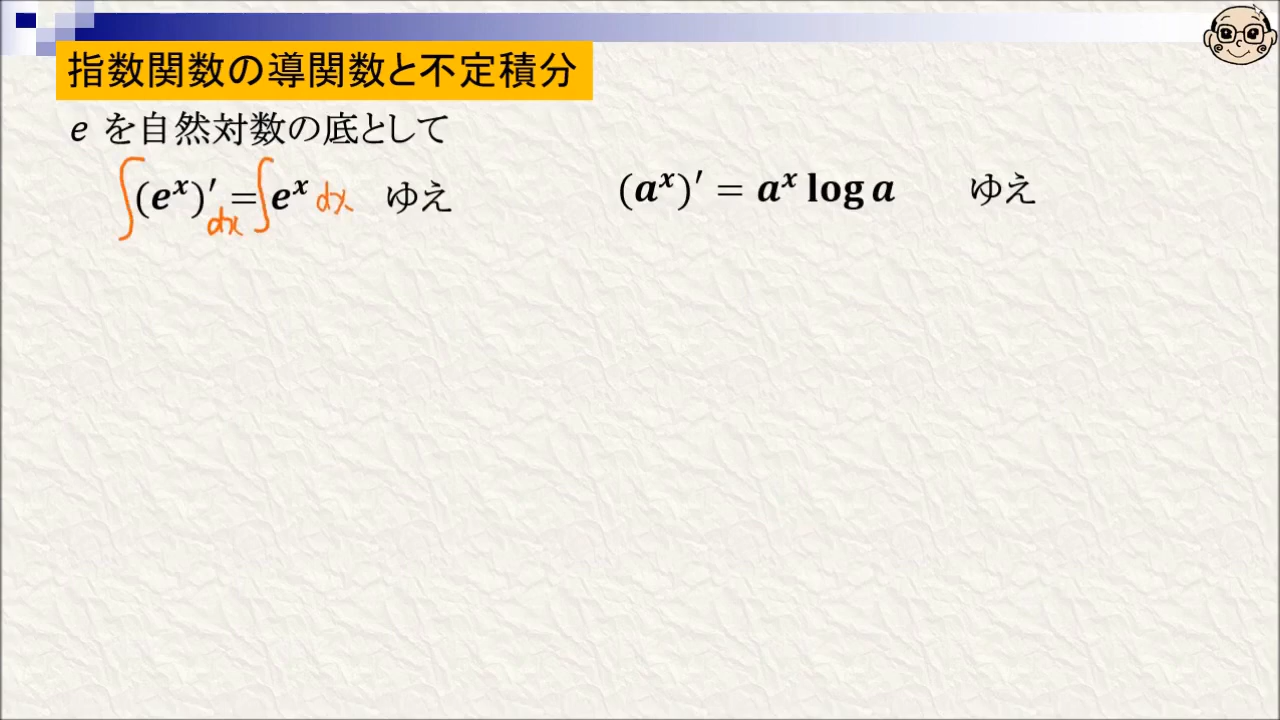 指数関数の導関数と不定積分
e を自然対数の底として
∫(e^x)′dx = ∫e^x dx ゆえ
(a^x)′ = a^x log a ゆえ